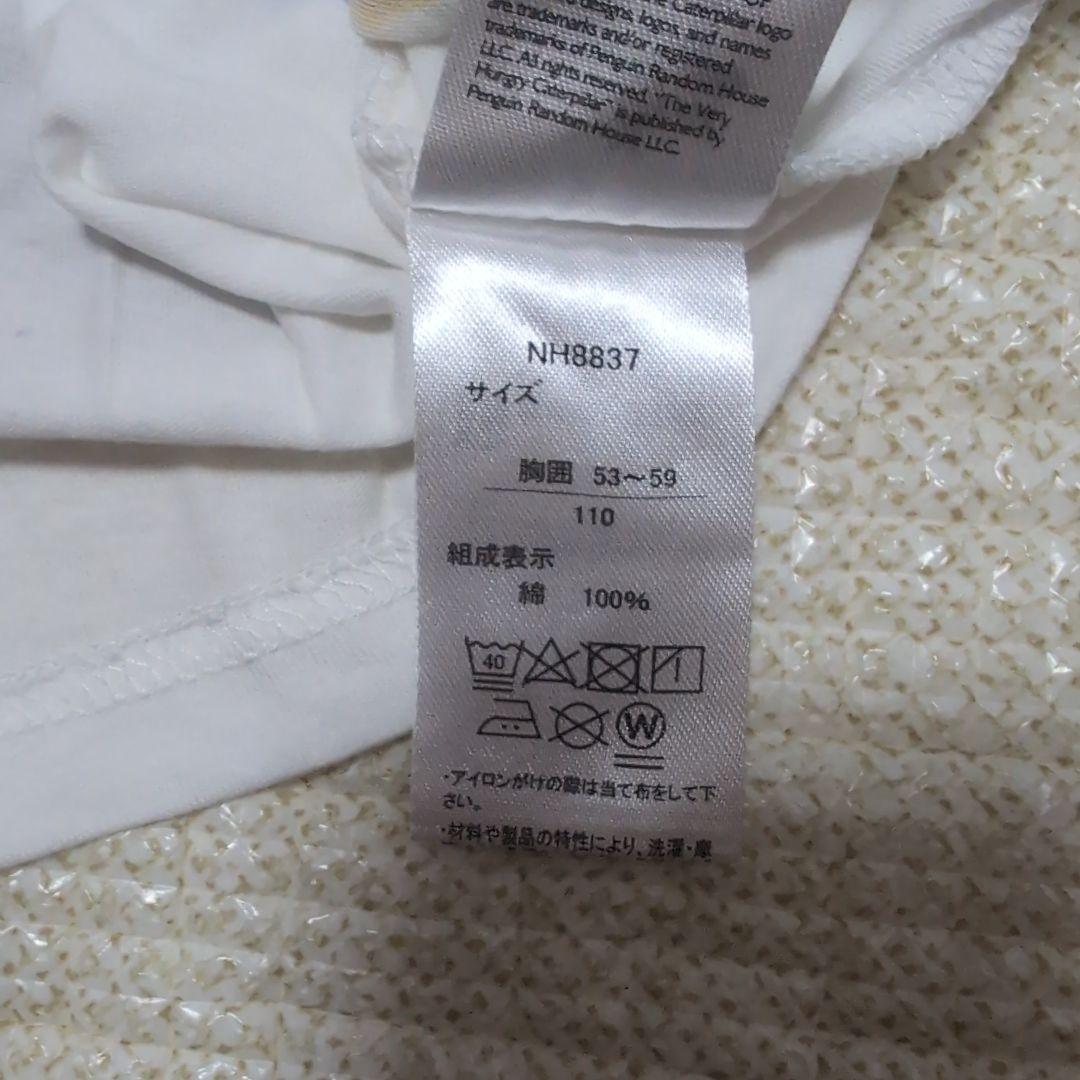 OF
The Caterpillar logo
designs, logos, and names
are trademarks and/or registered
trademarks of Penguin Random House
LLC. All rights reserved. "The Very
Hungry Caterpillar" is published by
Penguin Random House LLC.
NH8837
サイズ
胸囲 53～59
110
組成表示
綿 100%
40
W
・アイロンがけの際は当て布をして下
さい。
・材料や製品の特性により、洗濯・摩